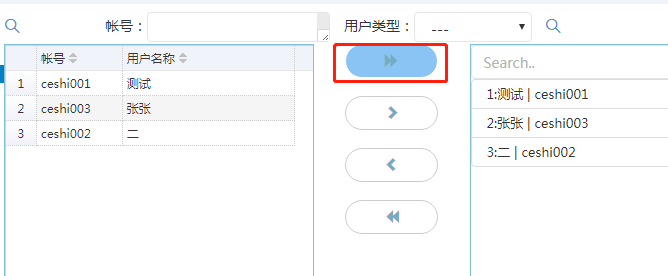 帐号： 用户类型： ---
帐号 用户名称
1 ceshi001 测试
2 ceshi003 张张
3 ceshi002 二
Search..
1:测试 | ceshi001
2:张张 | ceshi003
3:二 | ceshi002